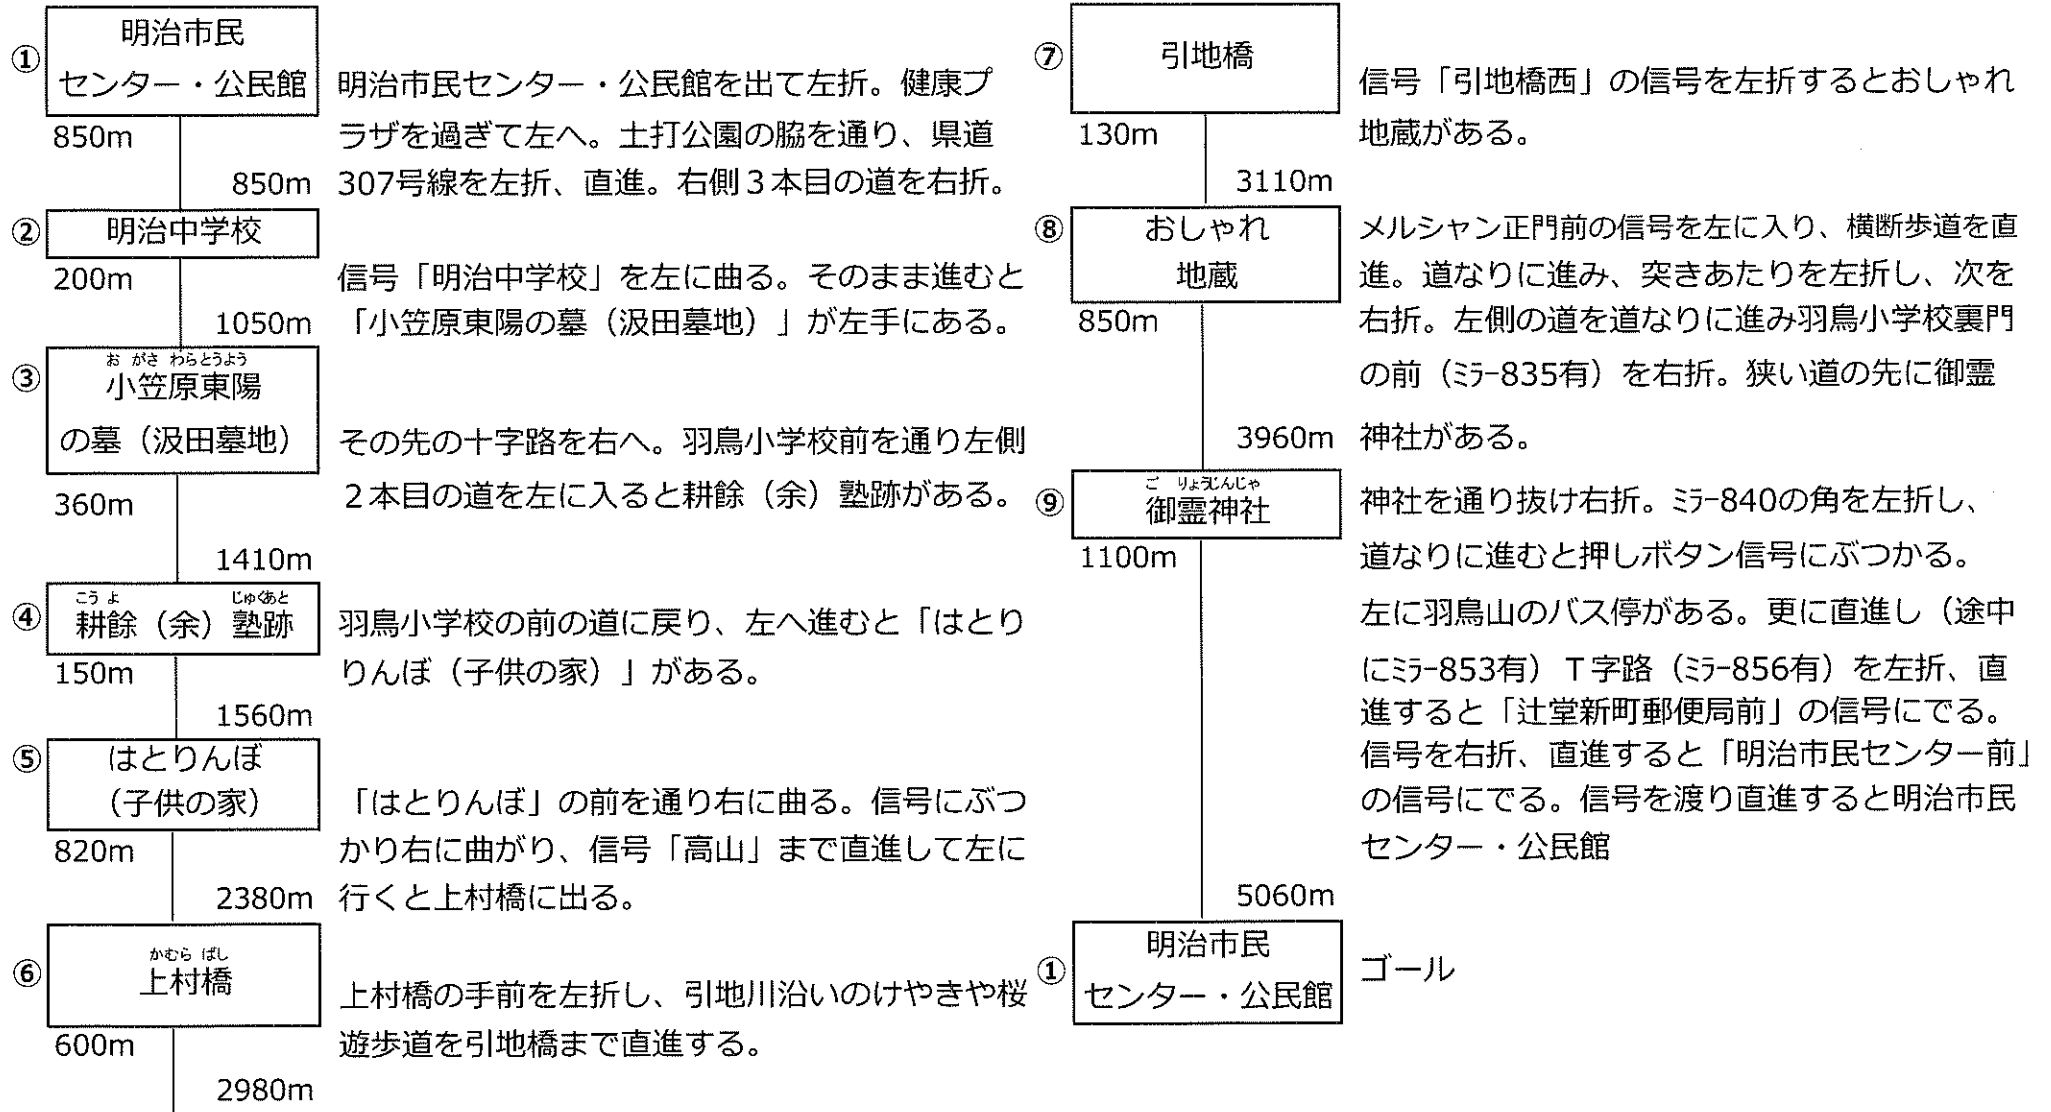 ①
明治市民
センター・公民館
明治市民センター・公民館を出て左折。健康プ
ラザを過ぎて左へ。土打公園の脇を通り、県道
307号線を左折、直進。右側３本目の道を右折。
850m
850m
②
明治中学校
信号「明治中学校」を左に曲る。そのまま進むと
「小笠原東陽の墓（汲田墓地）」が左手にある。
200m
1050m
③
お がさ わらとうよう
小笠原東陽
の墓（汲田墓地）
その先の十字路を右へ。羽鳥小学校前を通り左側
２本目の道を左に入ると耕餘（余）塾跡がある。
360m
1410m
④
こう よ じゅくあと
耕餘（余）塾跡
羽鳥小学校の前の道に戻り、左へ進むと「はとり
りんぼ（子供の家）」がある。
150m
1560m
⑤
はとりんぼ
（子供の家）
「はとりんぼ」の前を通り右に曲る。信号にぶつ
かり右に曲がり、信号「高山」まで直進して左に
行くと上村橋に出る。
820m
2380m
⑥
かむら ばし
上村橋
上村橋の手前を左折し、引地川沿いのけやきや桜
遊歩道を引地橋まで直進する。
600m
2980m
⑦
引地橋
信号「引地橋西」の信号を左折するとおしゃれ
地蔵がある。
130m
3110m
⑧
おしゃれ
地蔵
メルシャン正門前の信号を左に入り、横断歩道を直
進。道なりに進み、突きあたりを左折し、次を
右折。左側の道を道なりに進み羽鳥小学校裏門
の前（ﾐﾗｰ835有）を右折。狭い道の先に御霊
神社がある。
850m
3960m
⑨
ご りょうじんじゃ
御霊神社
神社を通り抜け右折。ﾐﾗｰ840の角を左折し、
道なりに進むと押しボタン信号にぶつかる。
左に羽鳥山のバス停がある。更に直進し（途中
にﾐﾗｰ853有）Ｔ字路（ﾐﾗｰ856有）を左折、直
進すると「辻堂新町郵便局前」の信号にでる。
信号を右折、直進すると「明治市民センター前」
の信号にでる。信号を渡り直進すると明治市民
センター・公民館
1100m
5060m
①
明治市民
センター・公民館
ゴール